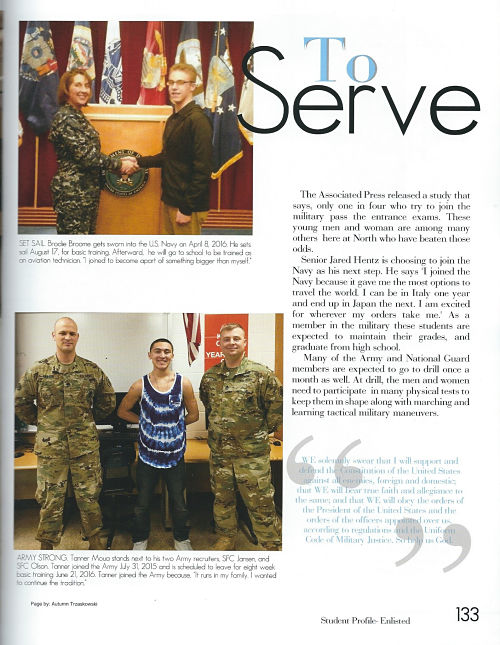 To
Serve
SET SAIL. Brodie Broome gets sworn into the U.S. Navy on April 8, 2016. He sets
sail August 17, for basic training. Afterward, he will go to school to be trained as
an aviation technician. "I joined to become apart of something bigger than myself."
The Associated Press released a study that
says, only one in four who try to join the
military pass the entrance exams. These
young men and woman are among many
others here at North who have beaten those
odds.
Senior Jared Hentz is choosing to join the
Navy as his next step. He says 'I joined the
Navy because it gave me the most options to
travel the world. I can be in Italy one year
and end up in Japan the next. I am excited
for wherever my orders take me.' As a
member in the military these students are
expected to maintain their grades, and
graduate from high school.
Many of the Army and National Guard
members are expected to go to drill once a
month as well. At drill, the men and women
need to participate in many physical tests to
keep them in shape along with marching and
learning tactical military maneuvers.
WE solemnly swear that I will support and
defend the Constitution of the United States
against all enemies, foreign and domestic;
that WE will bear true faith and allegiance to
the same; and that WE will obey the orders of
the President of the United States and the
orders of the officers appointed over us,
according to regulations and the Uniform
Code of Military Justice. So help us God.
YEAR
ARMY STRONG. Tanner Moua stands next to his two Army recruiters, SFC Jansen, and
SFC Olson. Tanner joined the Army July 31, 2015 and is scheduled to leave for eight week
basic training June 21, 2016. Tanner joined the Army because, "It runs in my family. I wanted
to continue the tradition."
Page by: Autumn Trzaskowski
Student Profile- Enlisted
133